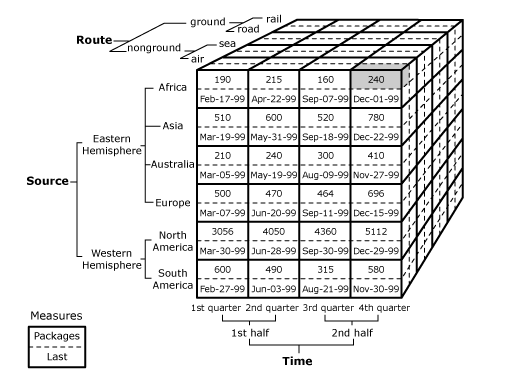 ground
rail
road
Route
nonground
sea
air
Africa
190 215 160 240
Feb-17-99 Apr-22-99 Sep-07-99 Dec-01-99
Asia
510 600 520 780
Mar-19-99 May-31-99 Sep-18-99 Dec-22-99
Eastern
Hemisphere
Australia
210 240 300 410
Mar-05-99 May-19-99 Aug-09-99 Nov-27-99
Source
Europe
500 470 464 696
Mar-07-99 Jun-20-99 Sep-11-99 Dec-15-99
Western
Hemisphere
North
America
3056 4050 4360 5112
Mar-30-99 Jun-28-99 Sep-30-99 Dec-29-99
South
America
600 490 315 580
Feb-27-99 Jun-03-99 Aug-21-99 Nov-30-99
1st quarter 2nd quarter 3rd quarter 4th quarter
1st half 2nd half
Time
Measures
Packages
Last